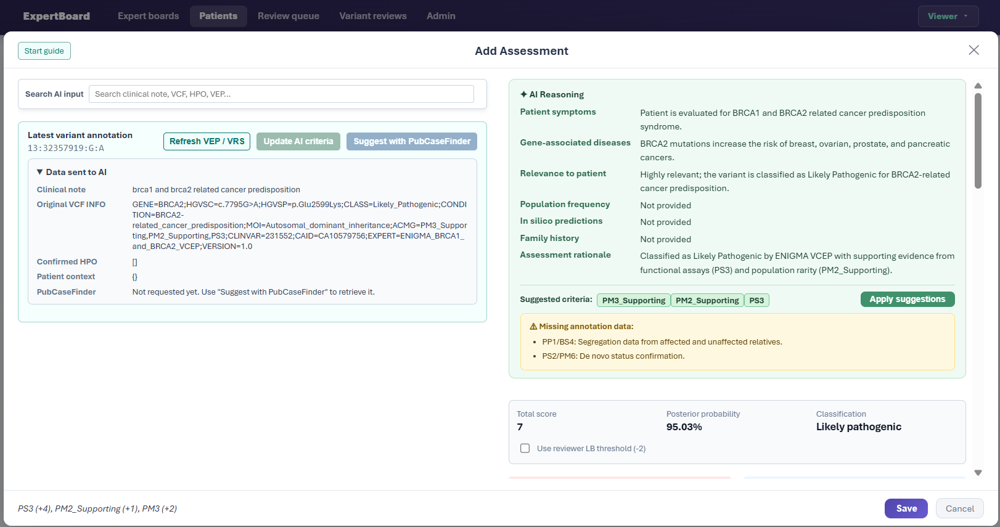 ExpertBoard
Expert boards
Patients
Review queue
Variant reviews
Admin
Viewer
Start guide
Add Assessment
Search AI input
Search clinical note, VCF, HPO, VEP...
Latest variant annotation
13:32357919:G:A
Refresh VEP / VRS
Update AI criteria
Suggest with PubCaseFinder
▼ Data sent to AI
Clinical note
brca1 and brca2 related cancer predisposition
Original VCF INFO
GENE=BRCA2;HGVSC=c.7795G>A;HGVSP=p.Glu2599Lys;CLASS=Likely_Pathogenic;CONDI
TION=BRCA2-
related_cancer_predisposition;MOI=Autosomal_dominant_inheritance;ACMG=PM3_Suppor
ting,PM2_Supporting,PS3;CLINVAR=231552;CAID=CA10579756;EXPERT=ENIGMA_BRCA1_
and_BRCA2_VCEP;VERSION=1.0
Confirmed HPO
[]
Patient context
{}
PubCaseFinder
Not requested yet. Use "Suggest with PubCaseFinder" to retrieve it.
✦ AI Reasoning
Patient symptoms
Patient is evaluated for BRCA1 and BRCA2 related cancer predisposition
syndrome.
Gene-associated diseases
BRCA2 mutations increase the risk of breast, ovarian, prostate, and pancreatic
cancers.
Relevance to patient
Highly relevant; the variant is classified as Likely Pathogenic for BRCA2-related
cancer predisposition.
Population frequency
Not provided
In silico predictions
Not provided
Family history
Not provided
Assessment rationale
Classified as Likely Pathogenic by ENIGMA VCEP with supporting evidence from
functional assays (PS3) and population rarity (PM2_Supporting).
Suggested criteria:
PM3_Supporting
PM2_Supporting
PS3
Apply suggestions
⚠ Missing annotation data:
• PP1/BS4: Segregation data from affected and unaffected relatives.
• PS2/PM6: De novo status confirmation.
Total score
7
Posterior probability
95.03%
Classification
Likely pathogenic
Use reviewer LB threshold (-2)
PS3 (+4), PM2_Supporting (+1), PM3 (+2)
Save
Cancel